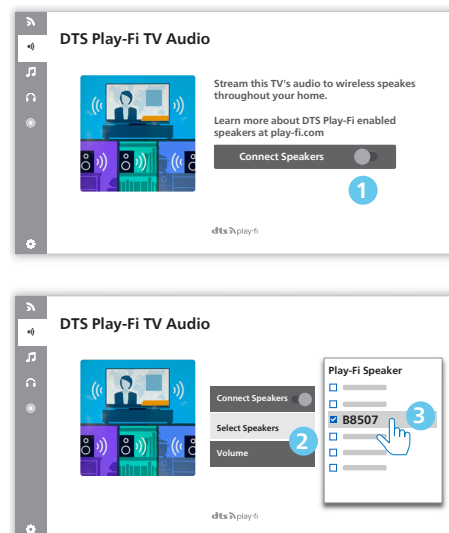 DTS Play-Fi TV Audio
Stream this TV's audio to wireless speakes
throughout your home.
Learn more about DTS Play-Fi enabled
speakers at play-fi.com
Connect Speakers
1
dts play-fi
DTS Play-Fi TV Audio
Connect Speakers
Select Speakers
2
Volume
Play-Fi Speaker
B8507
3
dts play-fi